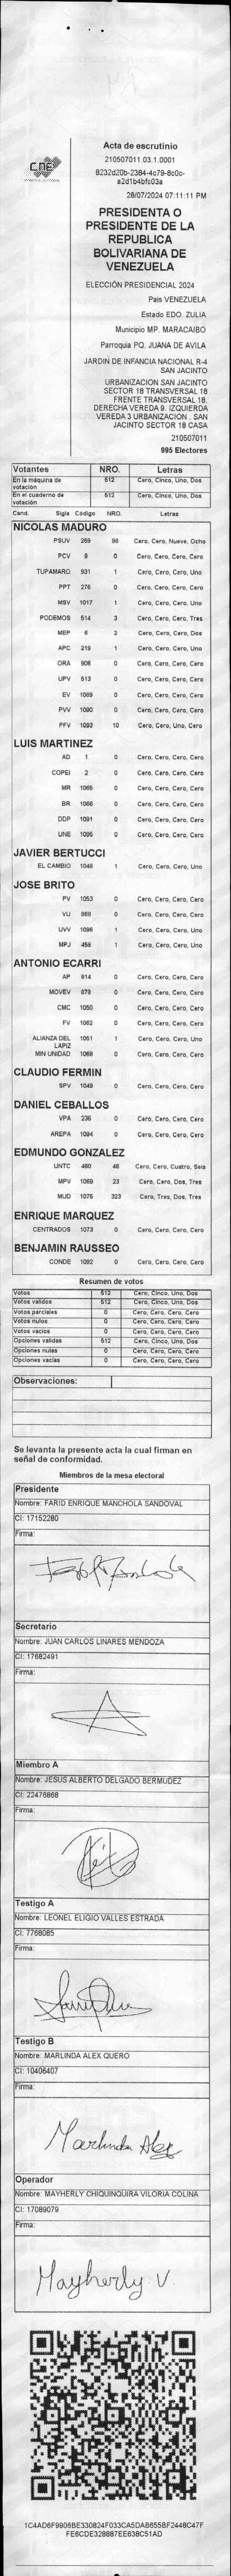 CNE
Acta de escrutinio
210507011.03.1.0001
8232d20b-2384-4c79-8c0c-
a2d1b4bfc03a
28/07/2024 07:11:11 PM
PRESIDENTA O
PRESIDENTE DE LA
REPUBLICA
BOLIVARIANA DE
VENEZUELA
ELECCIÓN PRESIDENCIAL 2024
Pais VENEZUELA
Estado EDO. ZULIA
Municipio MP. MARACAIBO
Parroquia PQ. JUANA DE AVILA
JARDIN DE INFANCIA NACIONAL R-4
SAN JACINTO
URBANIZACION SAN JACINTO
SECTOR 18 TRANSVERSAL 18
FRENTE TRANSVERSAL 18.
DERECHA VEREDA 9. IZQUIERDA
VEREDA 3 URBANIZACION . SAN
JACINTO SECTOR 18 CASA
210507011
995 Electores
Votantes NRO. Letras
En la máquina de votación 512 Cero, Cinco, Uno, Dos
En el cuaderno de votación 512 Cero, Cinco, Uno, Dos
Cand. Sigla Código NRO. Letras
NICOLAS MADURO
PSUV 269 98 Cero, Cero, Nueve, Ocho
PCV 9 0 Cero, Cero, Cero, Cero
TUPAMARO 931 1 Cero, Cero, Cero, Uno
PPT 276 0 Cero, Cero, Cero, Cero
MSV 1017 1 Cero, Cero, Cero, Uno
PODEMOS 514 3 Cero, Cero, Cero, Tres
MEP 6 2 Cero, Cero, Cero, Dos
APC 219 1 Cero, Cero, Cero, Uno
ORA 906 0 Cero, Cero, Cero, Cero
UPV 513 0 Cero, Cero, Cero, Cero
EV 1089 0 Cero, Cero, Cero, Cero
PVV 1090 0 Cero, Cero, Cero, Cero
PFV 1093 10 Cero, Cero, Uno, Cero
LUIS MARTINEZ
AD 1 0 Cero, Cero, Cero, Cero
COPEI 2 0 Cero, Cero, Cero, Cero
MR 1065 0 Cero, Cero, Cero, Cero
BR 1066 0 Cero, Cero, Cero, Cero
DDP 1091 0 Cero, Cero, Cero, Cero
UNE 1095 0 Cero, Cero, Cero, Cero
JAVIER BERTUCCI
EL CAMBIO 1048 1 Cero, Cero, Cero, Uno
JOSE BRITO
PV 1053 0 Cero, Cero, Cero, Cero
VU 868 0 Cero, Cero, Cero, Cero
UVV 1096 1 Cero, Cero, Cero, Uno
MPJ 458 1 Cero, Cero, Cero, Uno
ANTONIO ECARRI
AP 814 0 Cero, Cero, Cero, Cero
MOVEV 879 0 Cero, Cero, Cero, Cero
CMC 1050 0 Cero, Cero, Cero, Cero
FV 1062 0 Cero, Cero, Cero, Cero
ALIANZA DEL LAPIZ 1051 1 Cero, Cero, Cero, Uno
MIN UNIDAD 1068 0 Cero, Cero, Cero, Cero
CLAUDIO FERMIN
SPV 1049 0 Cero, Cero, Cero, Cero
DANIEL CEBALLOS
VPA 236 0 Cero, Cero, Cero, Cero
AREPA 1094 0 Cero, Cero, Cero, Cero
EDMUNDO GONZALEZ
UNTC 460 46 Cero, Cero, Cuatro, Seis
MPV 1069 23 Cero, Cero, Dos, Tres
MUD 1075 323 Cero, Tres, Dos, Tres
ENRIQUE MARQUEZ
CENTRADOS 1073 0 Cero, Cero, Cero, Cero
BENJAMIN RAUSSEO
CONDE 1092 0 Cero, Cero, Cero, Cero
Resumen de votos
Votos 512 Cero, Cinco, Uno, Dos
Votos validos 512 Cero, Cinco, Uno, Dos
Votos parciales 0 Cero, Cero, Cero, Cero
Votos nulos 0 Cero, Cero, Cero, Cero
Votos vacios 0 Cero, Cero, Cero, Cero
Opciones validas 512 Cero, Cinco, Uno, Dos
Opciones nulas 0 Cero, Cero, Cero, Cero
Opciones vacias 0 Cero, Cero, Cero, Cero
Observaciones:
Se levanta la presente acta la cual firman en
señal de conformidad.
Miembros de la mesa electoral
Presidente
Nombre: FARID ENRIQUE MANCHOLA SANDOVAL
CI: 17152280
Firma:
Secretario
Nombre: JUAN CARLOS LINARES MENDOZA
CI: 17682491
Firma:
Miembro A
Nombre: JESUS ALBERTO DELGADO BERMUDEZ
CI: 22476868
Firma:
Testigo A
Nombre: LEONEL ELIGIO VALLES ESTRADA
CI: 7768085
Firma:
Testigo B
Nombre: MARLINDA ALEX QUERO
CI: 10406407
Firma:
Marlinda Alex
Operador
Nombre: MAYHERLY CHIQUINQUIRA VILORIA COLINA
CI: 17089079
Firma:
Mayherly V
1C4AD6F9906BE330824F033CA5DAB655BF2448C47F
FE6CDE328887EE638C51AD